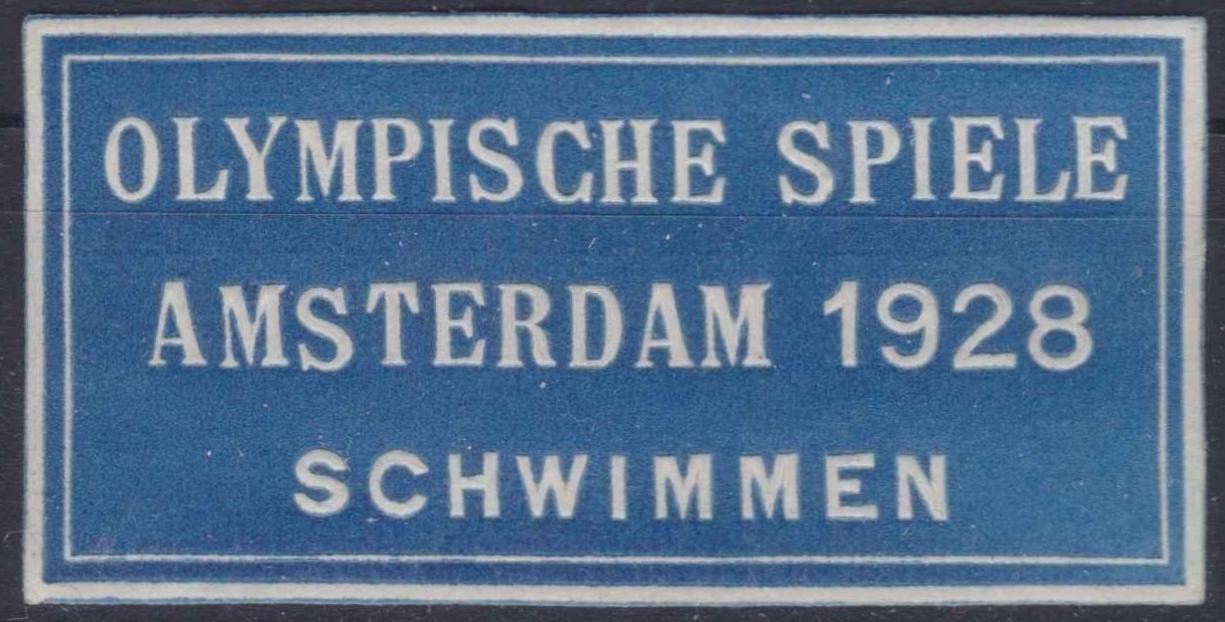 OLYMPISCHE SPIELE
AMSTERDAM 1928
SCHWIMMEN